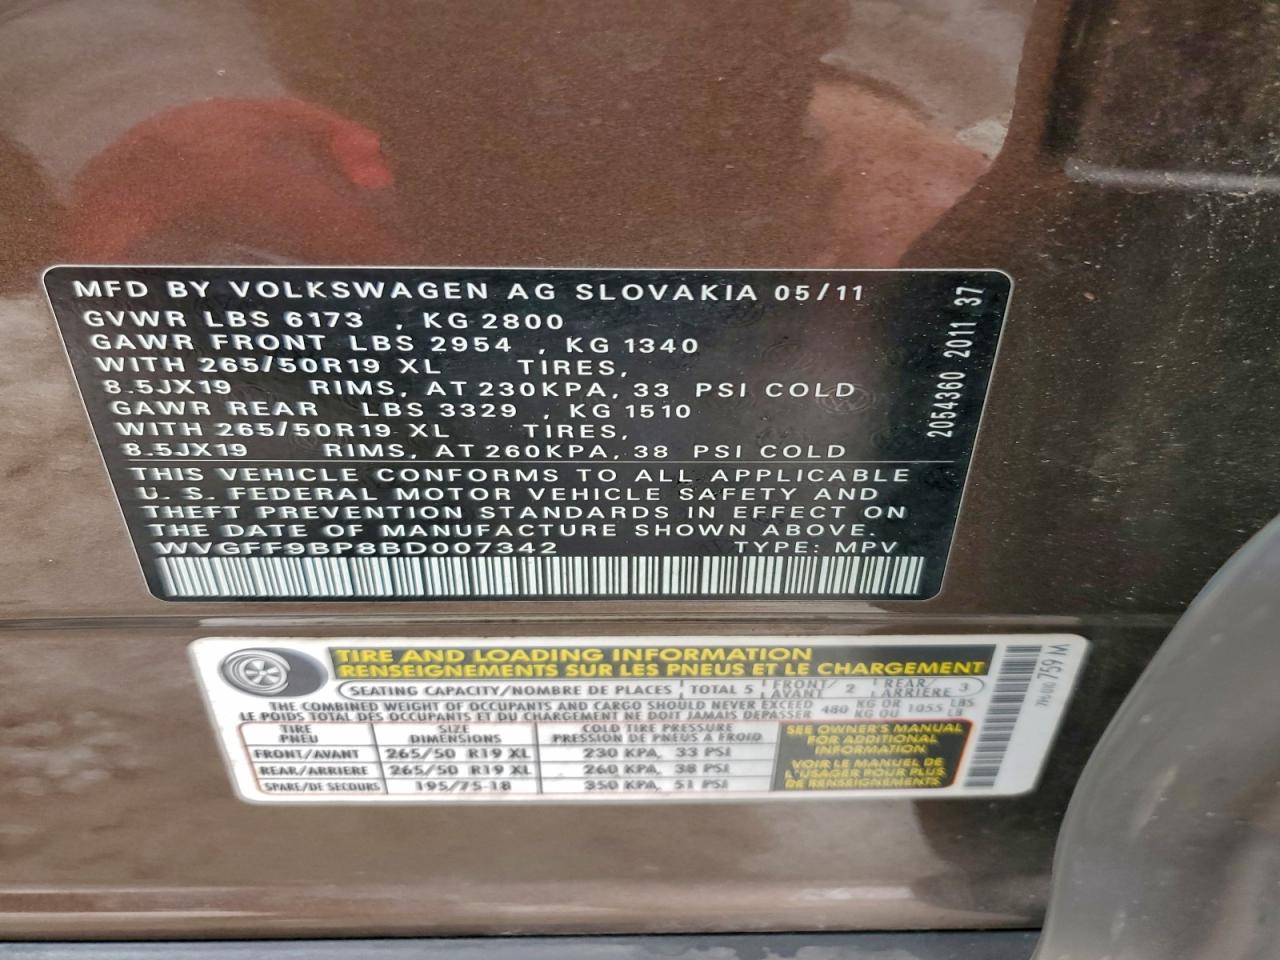 MFD BY VOLKSWAGEN AG SLOVAKIA 05/11
GVWR LBS 6173 , KG 2800
GAWR FRONT LBS 2954 , KG 1340
WITH 265/50R19 XL TIRES,
8.5JX19 RIMS, AT 230KPA, 33 PSI COLD
GAWR REAR LBS 3329 , KG 1510
WITH 265/50R19 XL TIRES,
8.5JX19 RIMS, AT 260KPA, 38 PSI COLD
THIS VEHICLE CONFORMS TO ALL APPLICABLE
U. S. FEDERAL MOTOR VEHICLE SAFETY AND
THEFT PREVENTION STANDARDS IN EFFECT ON
THE DATE OF MANUFACTURE SHOWN ABOVE.
WVGFF9BP8BD007342 TYPE: MPV
2054360 2011 37
TIRE AND LOADING INFORMATION
RENSEIGNEMENTS SUR LES PNEUS ET LE CHARGEMENT
SEATING CAPACITY/NOMBRE DE PLACES TOTAL 5 FRONT/AVANT 2 REAR/ARRIÈRE 3
THE COMBINED WEIGHT OF OCCUPANTS AND CARGO SHOULD NEVER EXCEED 480 KG OR 1055 LBS
LE POIDS TOTAL DES OCCUPANTS ET DU CHARGEMENT NE DOIT JAMAIS DEPASSER KG OU LB
TIRE SIZE COLD TIRE PRESSURE
PNEU DIMENSIONS PRESSION DE PNEUS A FROID
FRONT/AVANT 265/50 R19 XL 230 KPA, 33 PSI
REAR/ARRIERE 265/50 R19 XL 260 KPA, 38 PSI
SPARE/DE SECOURS 195/75-18 350 KPA, 51 PSI
SEE OWNER'S MANUAL
FOR ADDITIONAL
INFORMATION
VOIR LE MANUEL DE
L'USAGER POUR PLUS
DE RENSEIGNEMENTS
759 M